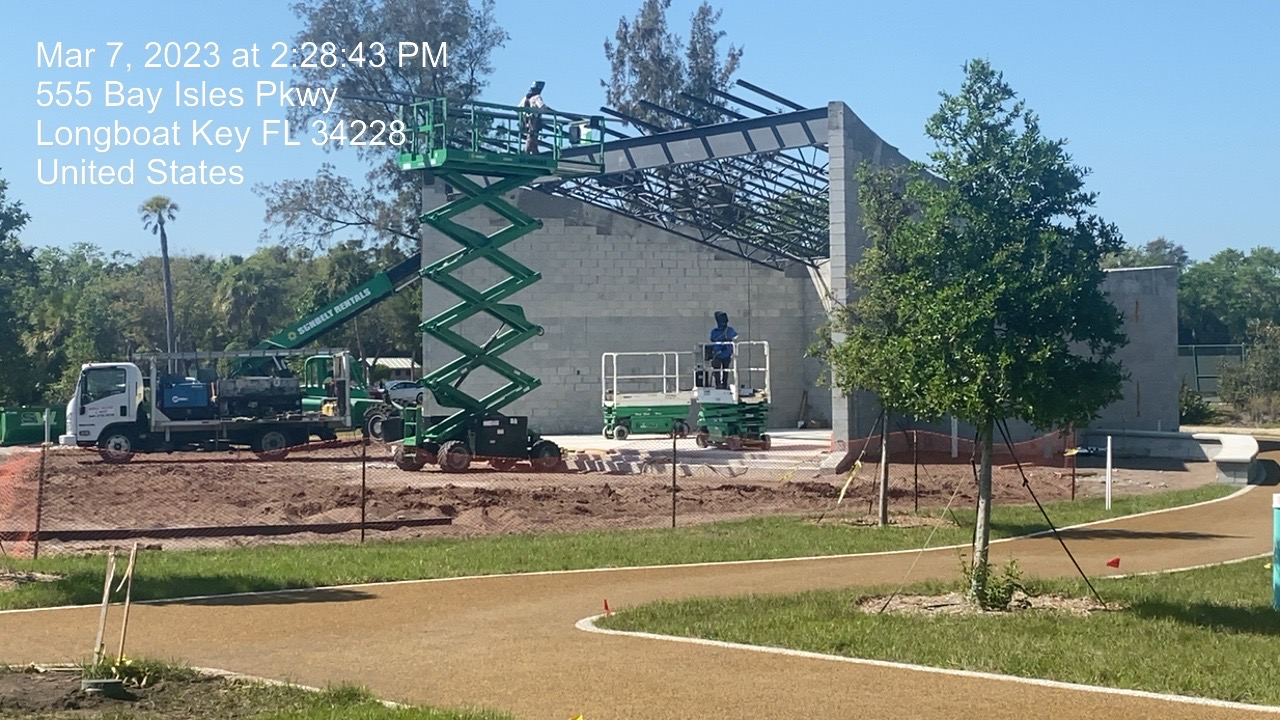 Mar 7, 2023 at 2:28:43 PM
555 Bay Isles Pkwy
Longboat Key FL 34228
United States
SUNBELT RENTALS